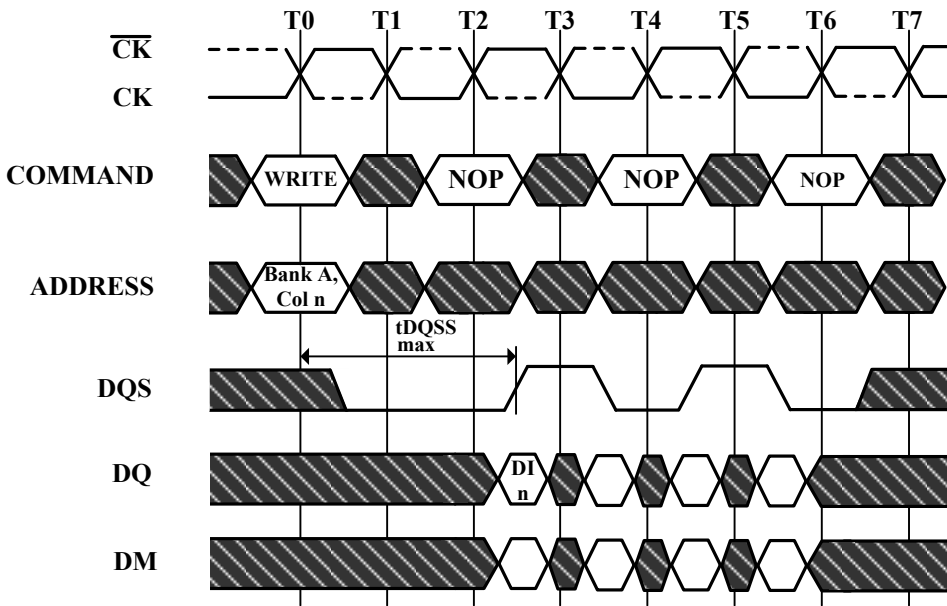 T0 T1 T2 T3 T4 T5 T6 T7
CK
CK
COMMAND
WRITE NOP NOP NOP
ADDRESS
Bank A,
Col n
tDQSS
max
DQS
DQ
DI
n
DM